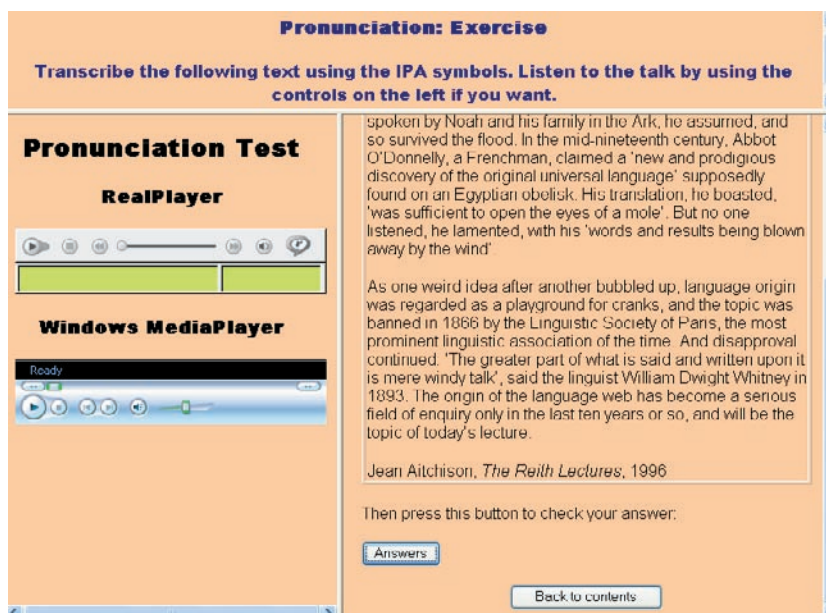 Pronunciation: Exercise
Transcribe the following text using the IPA symbols. Listen to the talk by using the
controls on the left if you want.
Pronunciation Test
RealPlayer
Windows MediaPlayer
Ready
spoken by Noah and his family in the Ark, he assumed, and
so survived the flood. In the mid-nineteenth century, Abbot
O'Donnelly, a Frenchman, claimed a 'new and prodigious
discovery of the original universal language' supposedly
found on an Egyptian obelisk. His translation, he boasted,
'was sufficient to open the eyes of a mole'. But no one
listened, he lamented, with his 'words and results being blown
away by the wind'
As one weird idea after another bubbled up, language origin
was regarded as a playground for cranks, and the topic was
banned in 1866 by the Linguistic Society of Paris, the most
prominent linguistic association of the time. And disapproval
continued. 'The greater part of what is said and written upon it
is mere windy talk', said the linguist William Dwight Whitney in
1893. The origin of the language web has become a serious
field of enquiry only in the last ten years or so, and will be the
topic of today's lecture.
Jean Aitchison, The Reith Lectures, 1996
Then press this button to check your answer:
Answers
Back to contents